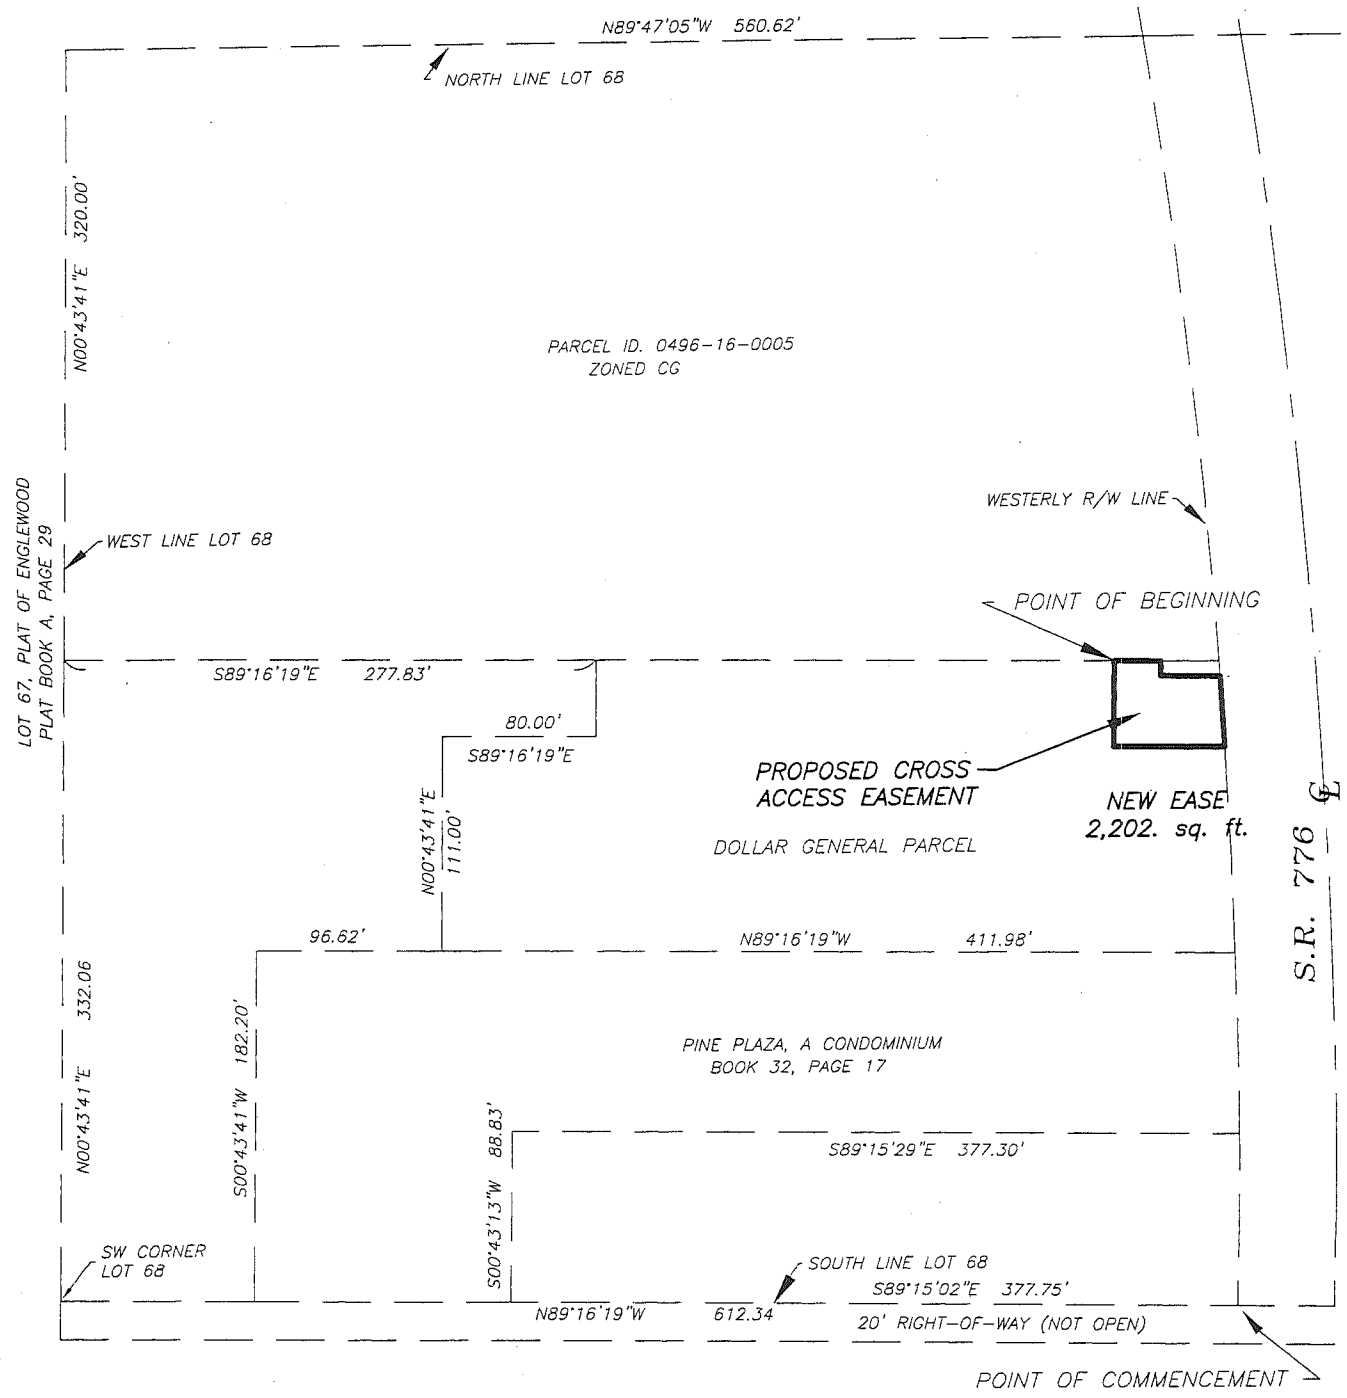 N89°47'05"W 560.62'
NORTH LINE LOT 68
N00°43'41"E 320.00'
PARCEL ID. 0496-16-0005
ZONED CG
WESTERLY R/W LINE
LOT 67, PLAT OF ENGLEWOOD
PLAT BOOK A, PAGE 29
WEST LINE LOT 68
POINT OF BEGINNING
S89°16'19"E 277.83'
80.00'
S89°16'19"E
PROPOSED CROSS
ACCESS EASEMENT
NEW EASE
2,202. sq. ft.
N00°43'41"E
111.00'
DOLLAR GENERAL PARCEL
S.R. 776 ℄
96.62'
N89°16'19"W 411.98'
N00°43'41"E 332.06
S00°43'41"W 182.20'
PINE PLAZA, A CONDOMINIUM
BOOK 32, PAGE 17
S00°43'13"W 88.83'
S89°15'29"E 377.30'
SW CORNER
LOT 68
SOUTH LINE LOT 68
S89°15'02"E 377.75'
N89°16'19"W 612.34
20' RIGHT-OF-WAY (NOT OPEN)
POINT OF COMMENCEMENT